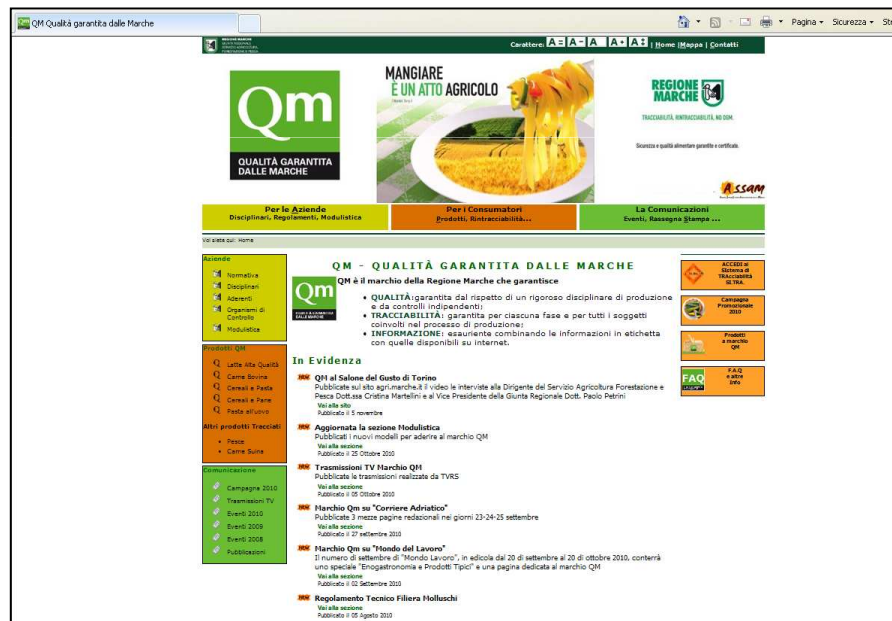 QM Qualità garantita dalle Marche
Pagina
Sicurezza
REGIONE MARCHE
Carattere: A= A- A A+ A+ | Home | Mappa | Contatti
Qm
QUALITÀ GARANTITA
DALLE MARCHE
MANGIARE
È UN ATTO AGRICOLO
REGIONE
MARCHE
TRACCIABILITÀ, RINTRACCIABILITÀ, NO OGM.
Sicurezza e qualità alimentare garantite e certificate.
Assam
Per le Aziende
Disciplinari, Regolamenti, Modulistica
Per i Consumatori
Prodotti, Rintracciabilità...
La Comunicazioni
Eventi, Rassegna Stampa ...
Voi siete qui: Home
Aziende
Normativa
Disciplinari
Aderenti
Organismi di
Controllo
Modulistica
Prodotti QM
Latte Alta Qualità
Carne Bovina
Cereali e Pasta
Cereali e Pane
Pasta all'uovo
Altri prodotti Tracciati
Pesce
Carne Suina
Comunicazione
Campagna 2010
Trasmissioni TV
Eventi 2010
Eventi 2009
Eventi 2008
Pubblicazioni
QM - QUALITÀ GARANTITA DALLE MARCHE
Qm
QUALITÀ GARANTITA
DALLE MARCHE
QM è il marchio della Regione Marche che garantisce
• QUALITÀ: garantita dal rispetto di un rigoroso disciplinare di produzione
e da controlli indipendenti;
• TRACCIABILITÀ: garantita per ciascuna fase e per tutti i soggetti
coinvolti nel processo di produzione;
• INFORMAZIONE: esauriente combinando le informazioni in etichetta
con quelle disponibili su internet.
In Evidenza
QM al Salone del Gusto di Torino
Pubblicate sul sito agri.marche.it il video le interviste alla Dirigente del Servizio Agricoltura Forestazione e
Pesca Dott.ssa Cristina Martellini e al Vice Presidente della Giunta Regionale Dott. Paolo Petrini
Vai alla sito
Pubblicato il 5 novembre
Aggiornata la sezione Modulistica
Pubblicati i nuovi modelli per aderire al marchio QM
Vai alla sezione
Pubblicato il 25 Ottobre 2010
Trasmissioni TV Marchio QM
Pubblicate le trasmissioni realizzate da TVRS
Vai alla sezione
Pubblicato il 05 Ottobre 2010
Marchio Qm su "Corriere Adriatico"
Pubblicate 3 mezze pagine redazionali nei giorni 23-24-25 settembre
Vai alla sezione
Pubblicato il 27 settembre 2010
Marchio Qm su "Mondo del Lavoro"
Il numero di settembre di "Mondo Lavoro", in edicola dal 20 di settembre al 20 di ottobre 2010, conterrà
uno speciale "Enogastronomia e Prodotti Tipici" e una pagina dedicata al marchio QM
Vai alla sezione
Pubblicato il 02 Settembre 2010
Regolamento Tecnico Filiera Molluschi
Vai alla sezione
Pubblicato il 05 Agosto 2010
ACCEDI al
Sistema di
TRAcciabilità
SI.TRA.
Campagna
Promozionale
2010
Prodotti
a marchio
QM
FAQ
F.A.Q
e altre
Info